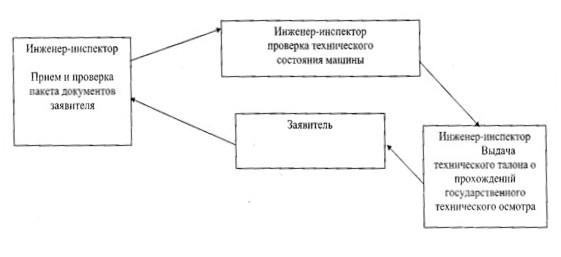 Инженер-инспектор
Прием и проверка
пакета документов
заявителя
Инженер-инспектор
проверка технического
состояния машины
Заявитель
Инженер-инспектор
Выдача
технического талона о
прохождений
государственного
технического осмотра